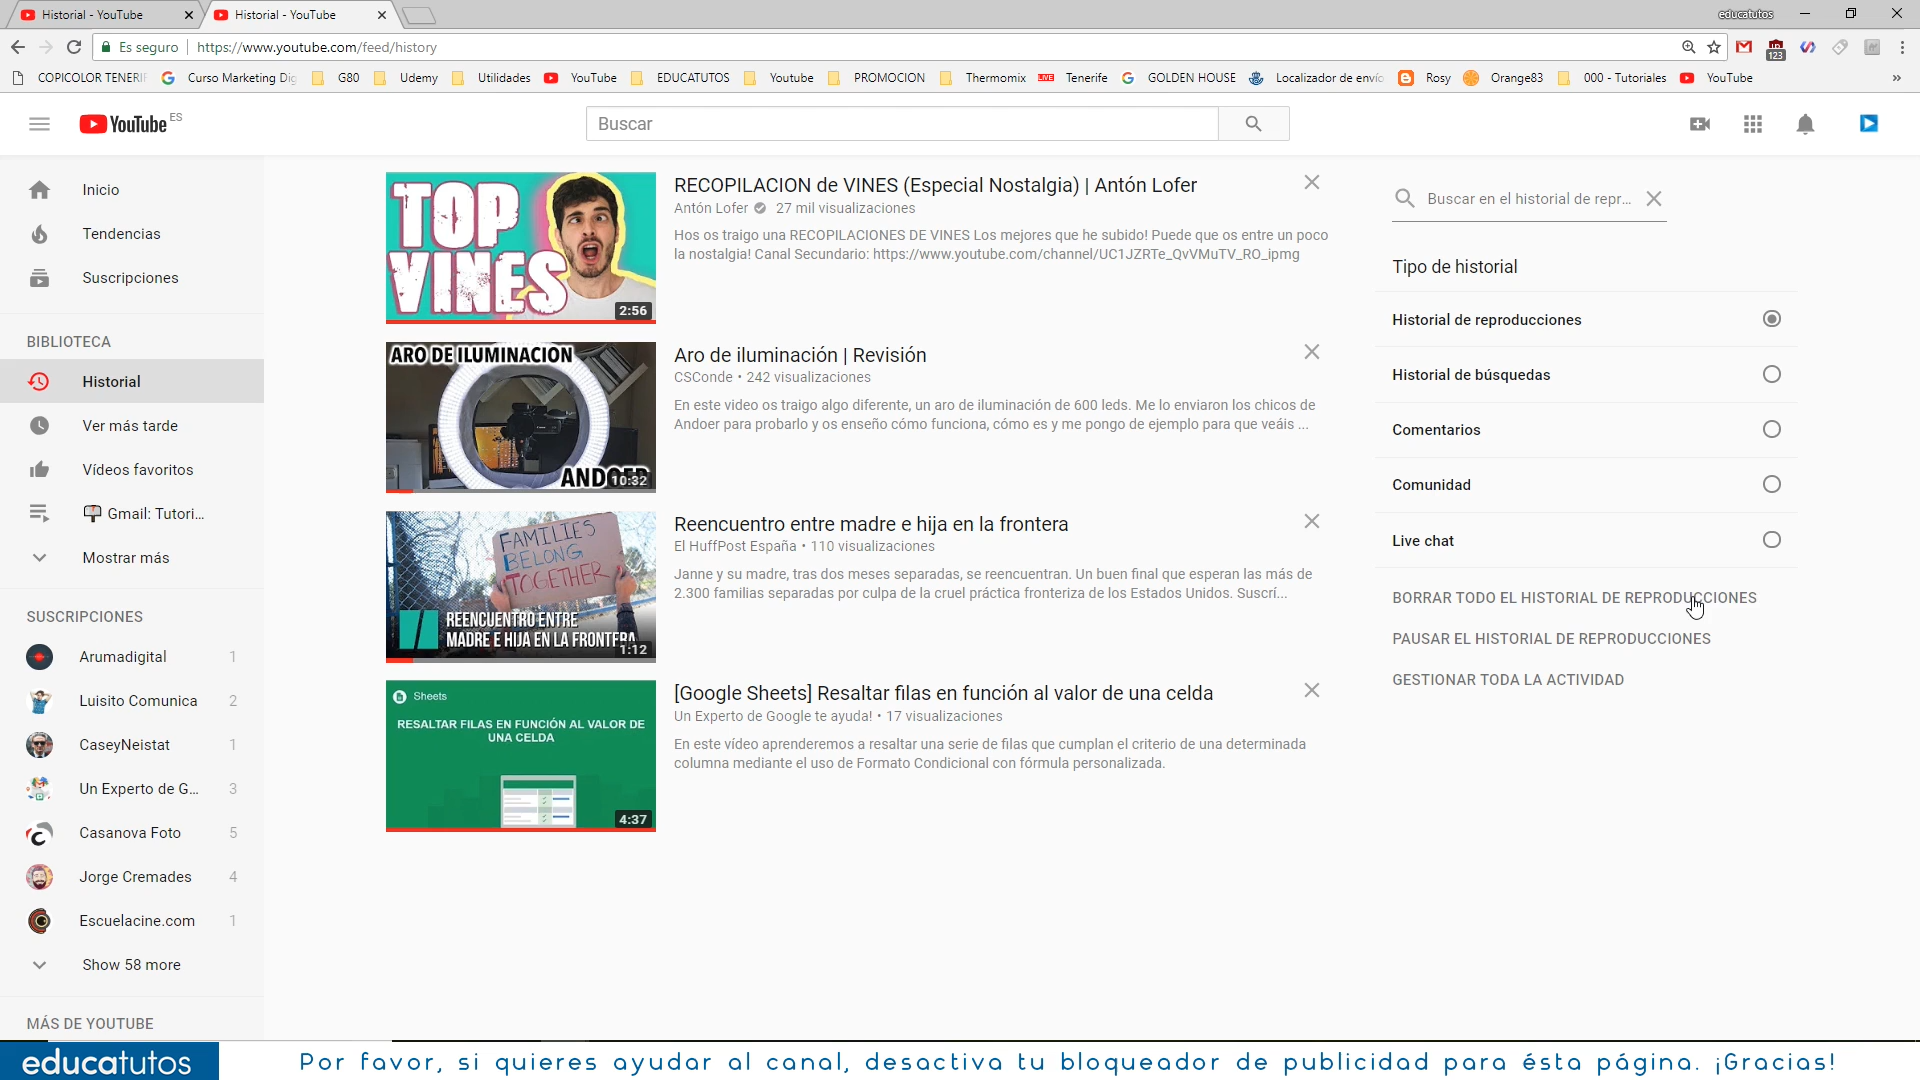 Historial - YouTube
Historial - YouTube
educatutos
Es seguro
https://www.youtube.com/feed/history
123
COPICOLOR TENERIF
Curso Marketing Dig
G80
Udemy
Utilidades
YouTube
EDUCATUTOS
Youtube
PROMOCION
Thermomix
LIVE
Tenerife
GOLDEN HOUSE
Localizador de envíc
Rosy
Orange83
000 - Tutoriales
YouTube
»
YouTube ES
Buscar
Inicio
Tendencias
Suscripciones
BIBLIOTECA
Historial
Ver más tarde
Vídeos favoritos
Gmail: Tutori...
Mostrar más
SUSCRIPCIONES
Arumadigital 1
Luisito Comunica 2
CaseyNeistat 1
Un Experto de G... 3
Casanova Foto 5
Jorge Cremades 4
Escuelacine.com 1
Show 58 more
MÁS DE YOUTUBE
TOP
VINES
2:56
RECOPILACION de VINES (Especial Nostalgia) | Antón Lofer
Antón Lofer 27 mil visualizaciones
Hos os traigo una RECOPILACIONES DE VINES Los mejores que he subido! Puede que os entre un poco
la nostalgia! Canal Secundario: https://www.youtube.com/channel/UC1JZRTe_QvVMuTV_RO_ipmg
ARO DE ILUMINACION
ANDOER
10:32
Aro de iluminación | Revisión
CSConde • 242 visualizaciones
En este video os traigo algo diferente, un aro de iluminación de 600 leds. Me lo enviaron los chicos de
Andoer para probarlo y os enseño cómo funciona, cómo es y me pongo de ejemplo para que veáis ...
FAMILIES
BELONG
TOGETHER
REENCUENTRO ENTRE
MADRE E HIJA EN LA FRONTERA
1:12
Reencuentro entre madre e hija en la frontera
El HuffPost España • 110 visualizaciones
Janne y su madre, tras dos meses separadas, se reencuentran. Un buen final que esperan las más de
2.300 familias separadas por culpa de la cruel práctica fronteriza de los Estados Unidos. Suscrí...
Sheets
RESALTAR FILAS EN FUNCIÓN AL VALOR DE
UNA CELDA
4:37
[Google Sheets] Resaltar filas en función al valor de una celda
Un Experto de Google te ayuda! • 17 visualizaciones
En este vídeo aprenderemos a resaltar una serie de filas que cumplan el criterio de una determinada
columna mediante el uso de Formato Condicional con fórmula personalizada.
Buscar en el historial de repr...
Tipo de historial
Historial de reproducciones
Historial de búsquedas
Comentarios
Comunidad
Live chat
BORRAR TODO EL HISTORIAL DE REPRODUCCIONES
PAUSAR EL HISTORIAL DE REPRODUCCIONES
GESTIONAR TODA LA ACTIVIDAD
educatutos
Por favor, si quieres ayudar al canal, desactiva tu bloqueador de publicidad para ésta página. ¡Gracias!